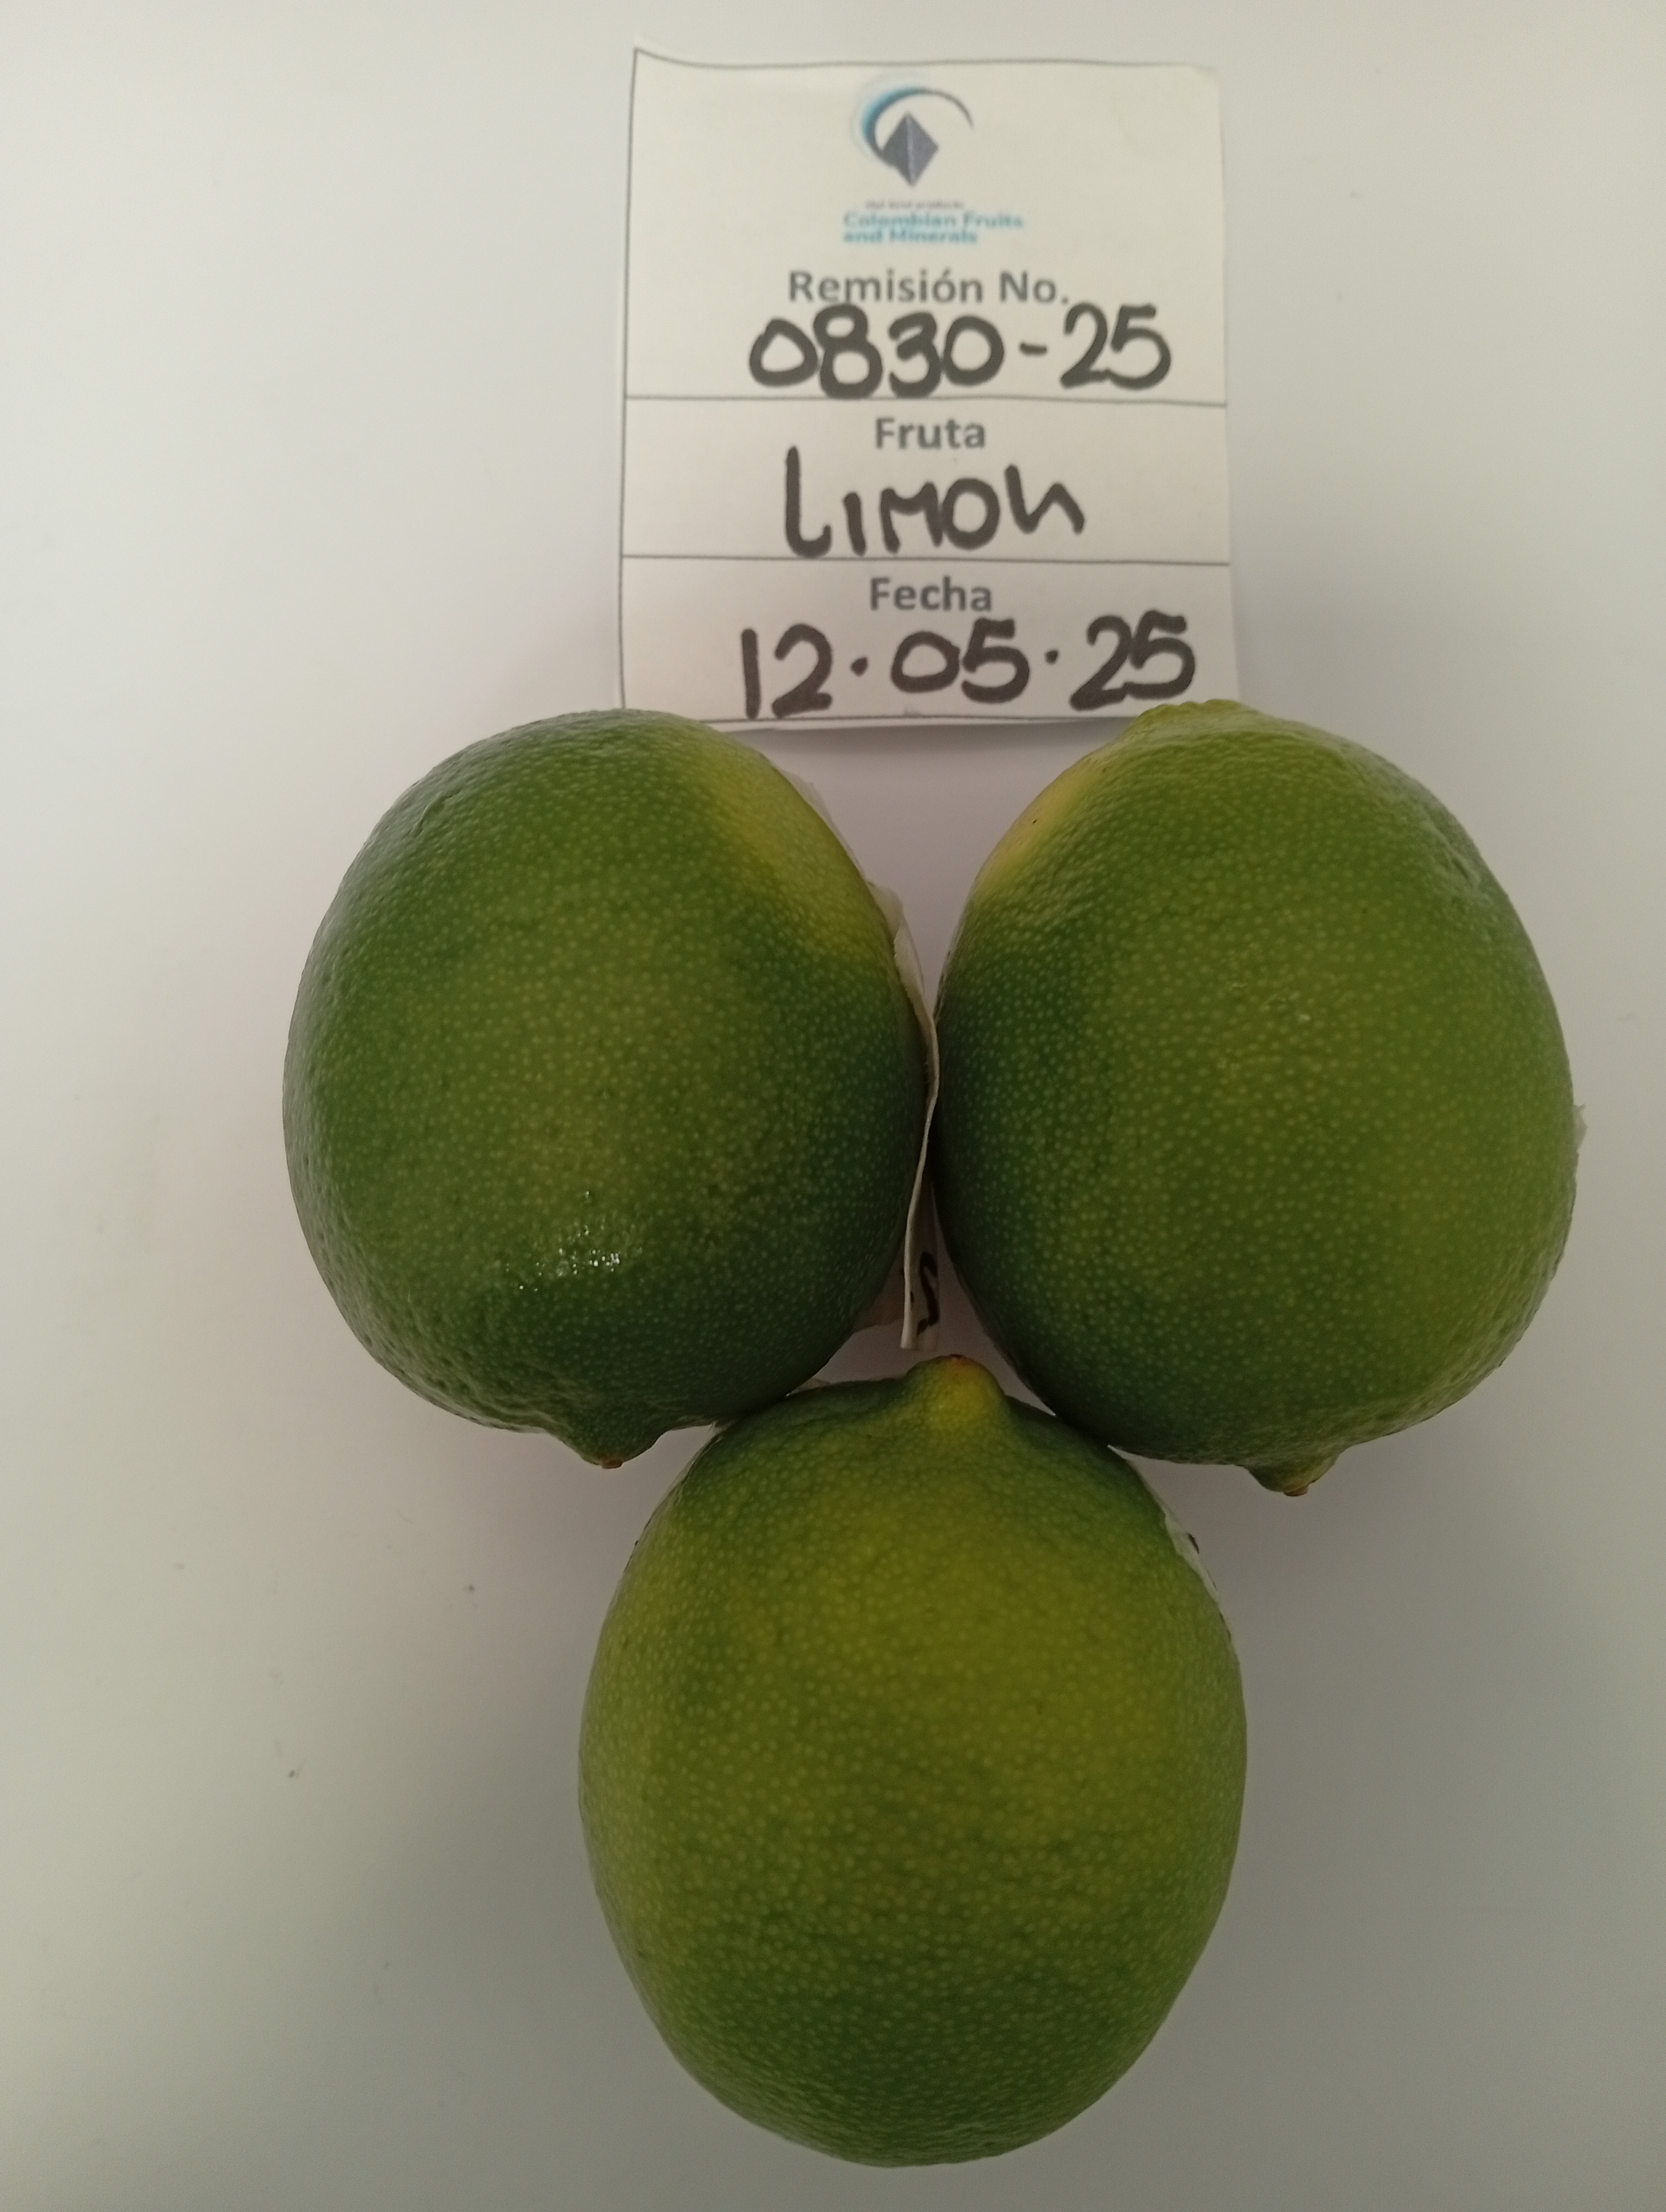 Colombian Fruits
and Minerals
Remisión No.
0830-25
Fruta
LIMON
Fecha
12.05.25